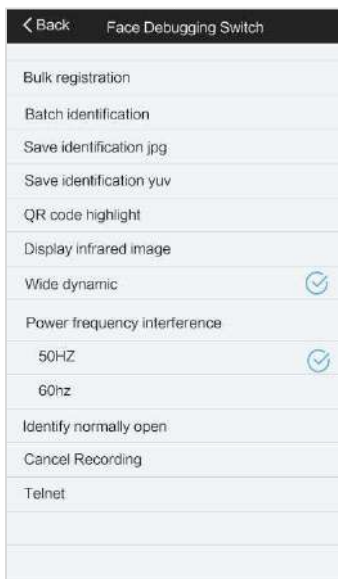 Back Face Debugging Switch
Bulk registration
Batch identification
Save identification jpg
Save identification yuv
QR code highlight
Display infrared image
Wide dynamic
Power frequency interference
50HZ
60hz
Identify normally open
Cancel Recording
Telnet